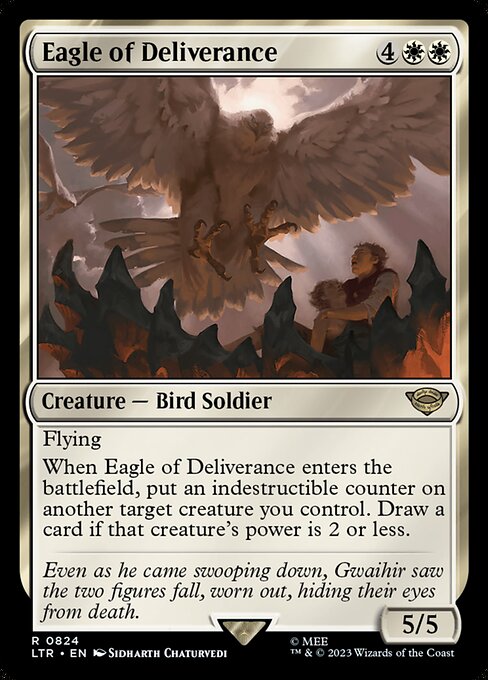 Eagle of Deliverance 4
Creature — Bird Soldier
Flying
When Eagle of Deliverance enters the
battlefield, put an indestructible counter on
another target creature you control. Draw a
card if that creature's power is 2 or less.
Even as he came swooping down, Gwaihir saw
the two figures fall, worn out, hiding their eyes
from death.
5/5
R 0824
LTR • EN Sidharth Chaturvedi
© MEE
™ & © 2023 Wizards of the Coast